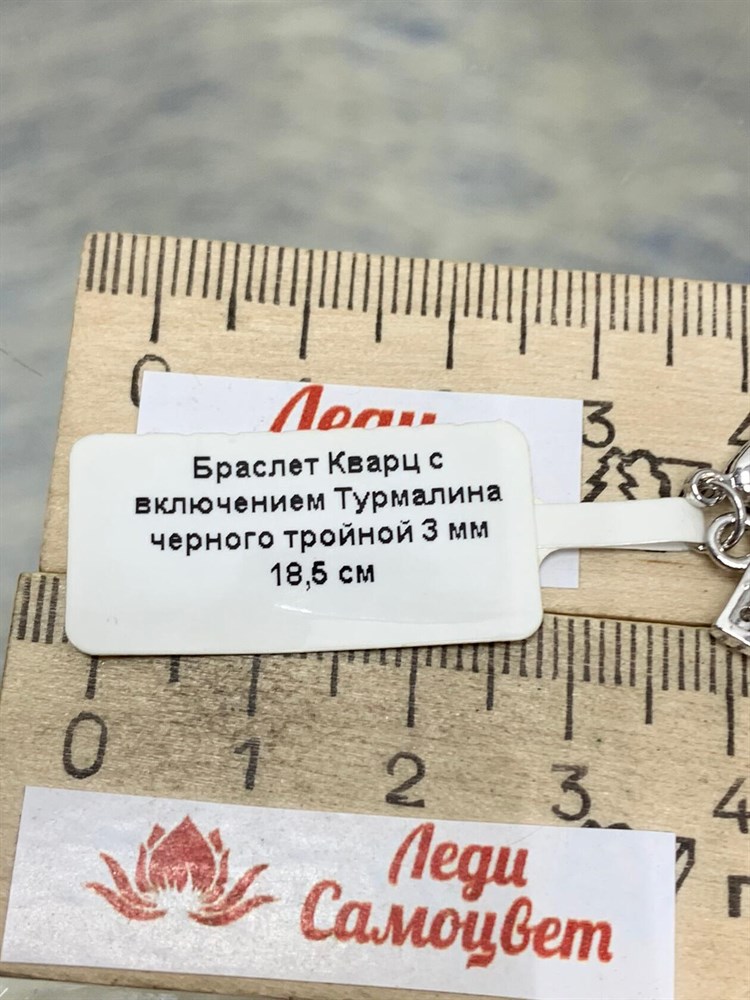 0
3
Леди
Браслет Кварц с
включением Турмалина
черного тройной 3 мм
18,5 см
0 1 2 3 4
Леди
Самоцвет